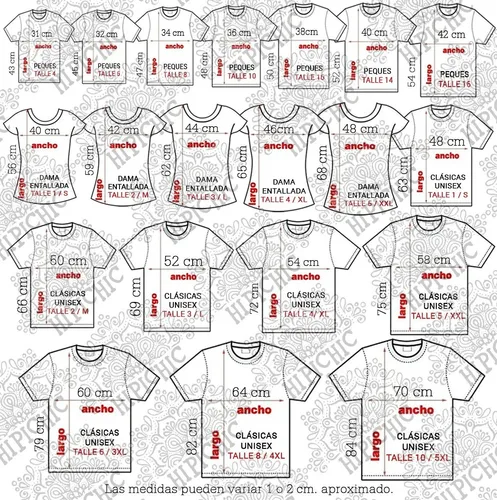 31 cm 32 cm 34 cm 36 cm 38cm 40 cm 42 cm
43 cm largo ancho 46 cm largo ancho 47 cm largo ancho 48 cm largo ancho 50 cm largo ancho 52 cm largo ancho 54 cm largo ancho
PEQUES PEQUES PEQUES PEQUES PEQUES PEQUES PEQUES
TALLE 4 TALLE 6 TALLE 8 TALLE 10 TALLE TALLE 14 TALLE 16
40 cm 42 cm 44 cm 46cm 48 cm 48 cm
cm largo ancho 59 cm largo ancho 62 cm largo ancho 65 cm largo ancho 68 cm largo ancho cm largo ancho
DAMA DAMA DAMA DAMA DAMA CLÁSICAS
ENTALLADA ENTALLADA ENTALLADA ENTALLADA ENTALLADA UNISEX
TALLE 1 / S TALLE 2 / M TALLE 3 / L TALLE 4 / XL TALLE 5 / XXL TALLE 1 / S
50 cm 52 cm 54 cm 58 cm
66 cm largo ancho 69 cm largo ancho 72 cm largo ancho 75 cm largo ancho
CLÁSICAS CLÁSICAS CLÁSICAS CLÁSICAS
UNISEX UNISEX UNISEX UNISEX
TALLE 2 / M TALLE 3 / L TALLE 4/ XL TALLE 5 / XXL
60 cm 64 cm 70 cm
79 cm largo ancho 82 cm largo ancho 84 cm largo ancho
CLÁSICAS CLÁSICAS CLÁSICAS
UNISEX UNISEX UNISEX
TALLE 6 / 3XL TALLE 8 / 4XL TALLE 10 / 5XL
Las medidas pueden variar 1 o 2 cm. aproximado.